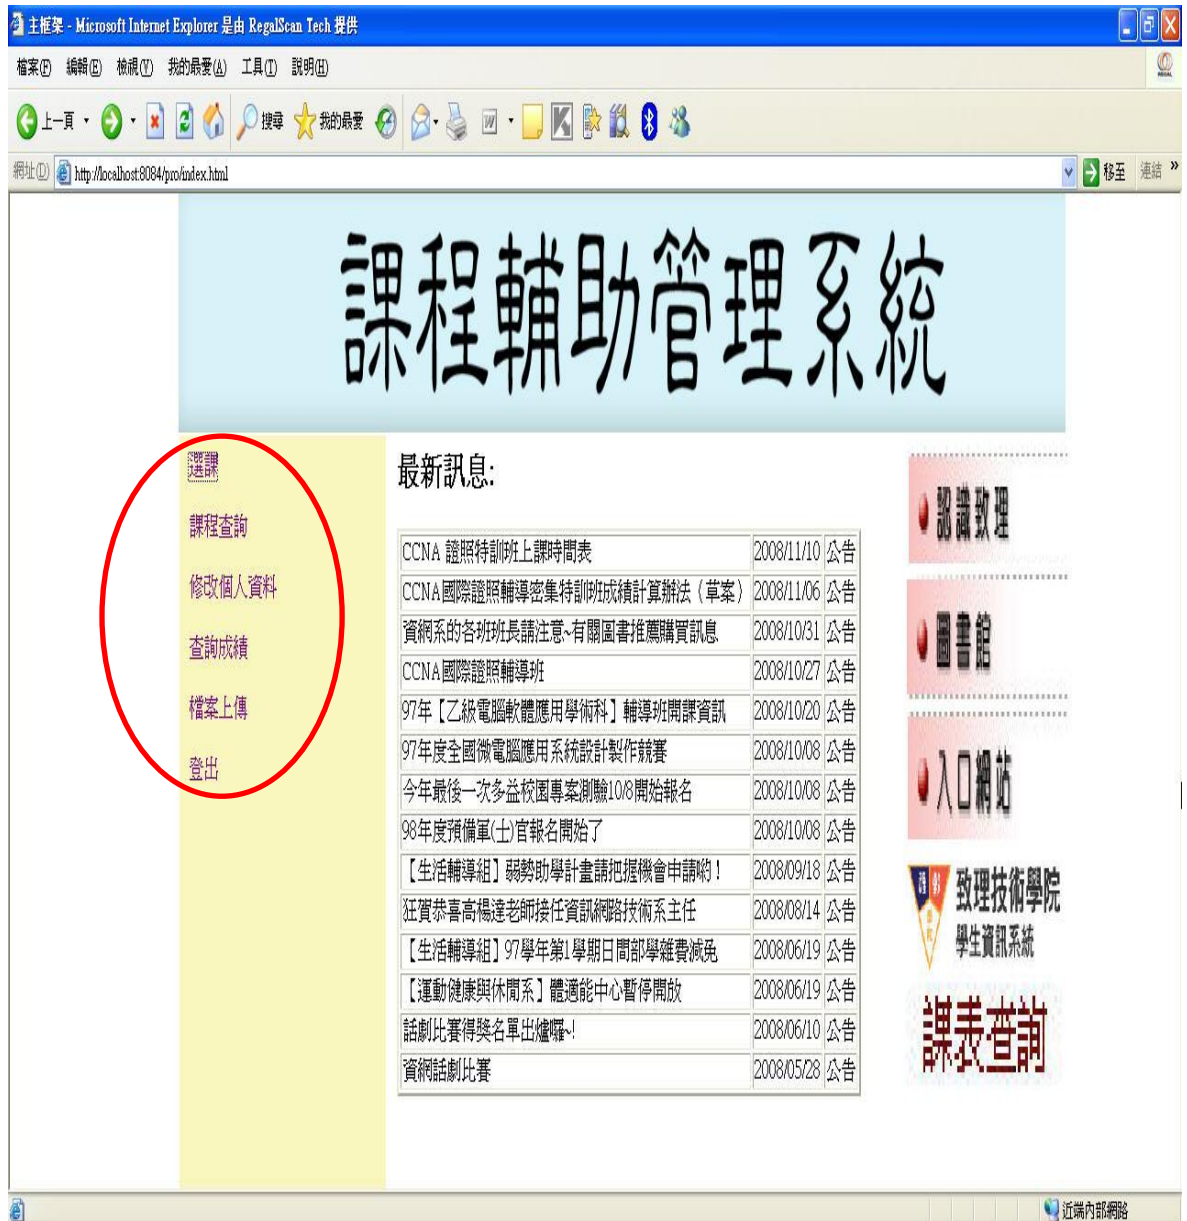 主框架 - Microsoft Internet Explorer 是由 RegalScan Tech 提供
檔案(F) 編輯(E) 檢視(V) 我的最愛(A) 工具(T) 說明(H)
REGAL
上一頁 搜尋 我的最愛
網址(D) http://localhost:8084/pro/index.html 移至 連結 »
課程輔助管理系統
選課
課程查詢
修改個人資料
查詢成績
檔案上傳
登出
最新訊息:
CCNA 證照特訓班上課時間表 2008/11/10 公告
CCNA國際證照輔導密集特訓班成績計算辦法（草案） 2008/11/06 公告
資網系的各班班長請注意~有關圖書推薦購買訊息 2008/10/31 公告
CCNA國際證照輔導班 2008/10/27 公告
97年【乙級電腦軟體應用學術科】輔導班開課資訊 2008/10/20 公告
97年度全國微電腦應用系統設計製作競賽 2008/10/08 公告
今年最後一次多益校園專案測驗10/8開始報名 2008/10/08 公告
98年度預備軍(士)官報名開始了 2008/10/08 公告
【生活輔導組】弱勢助學計畫請把握機會申請喲！ 2008/09/18 公告
狂賀恭喜高楊達老師接任資訊網路技術系主任 2008/08/14 公告
【生活輔導組】97學年第1學期日間部學雜費減免 2008/06/19 公告
【運動健康與休閒系】體適能中心暫停開放 2008/06/19 公告
話劇比賽得獎名單出爐囉~! 2008/06/10 公告
資網話劇比賽 2008/05/28 公告
認識致理
圖書館
入口網站
致理技術學院
學生資訊系統
課表查詢
近端內部網路